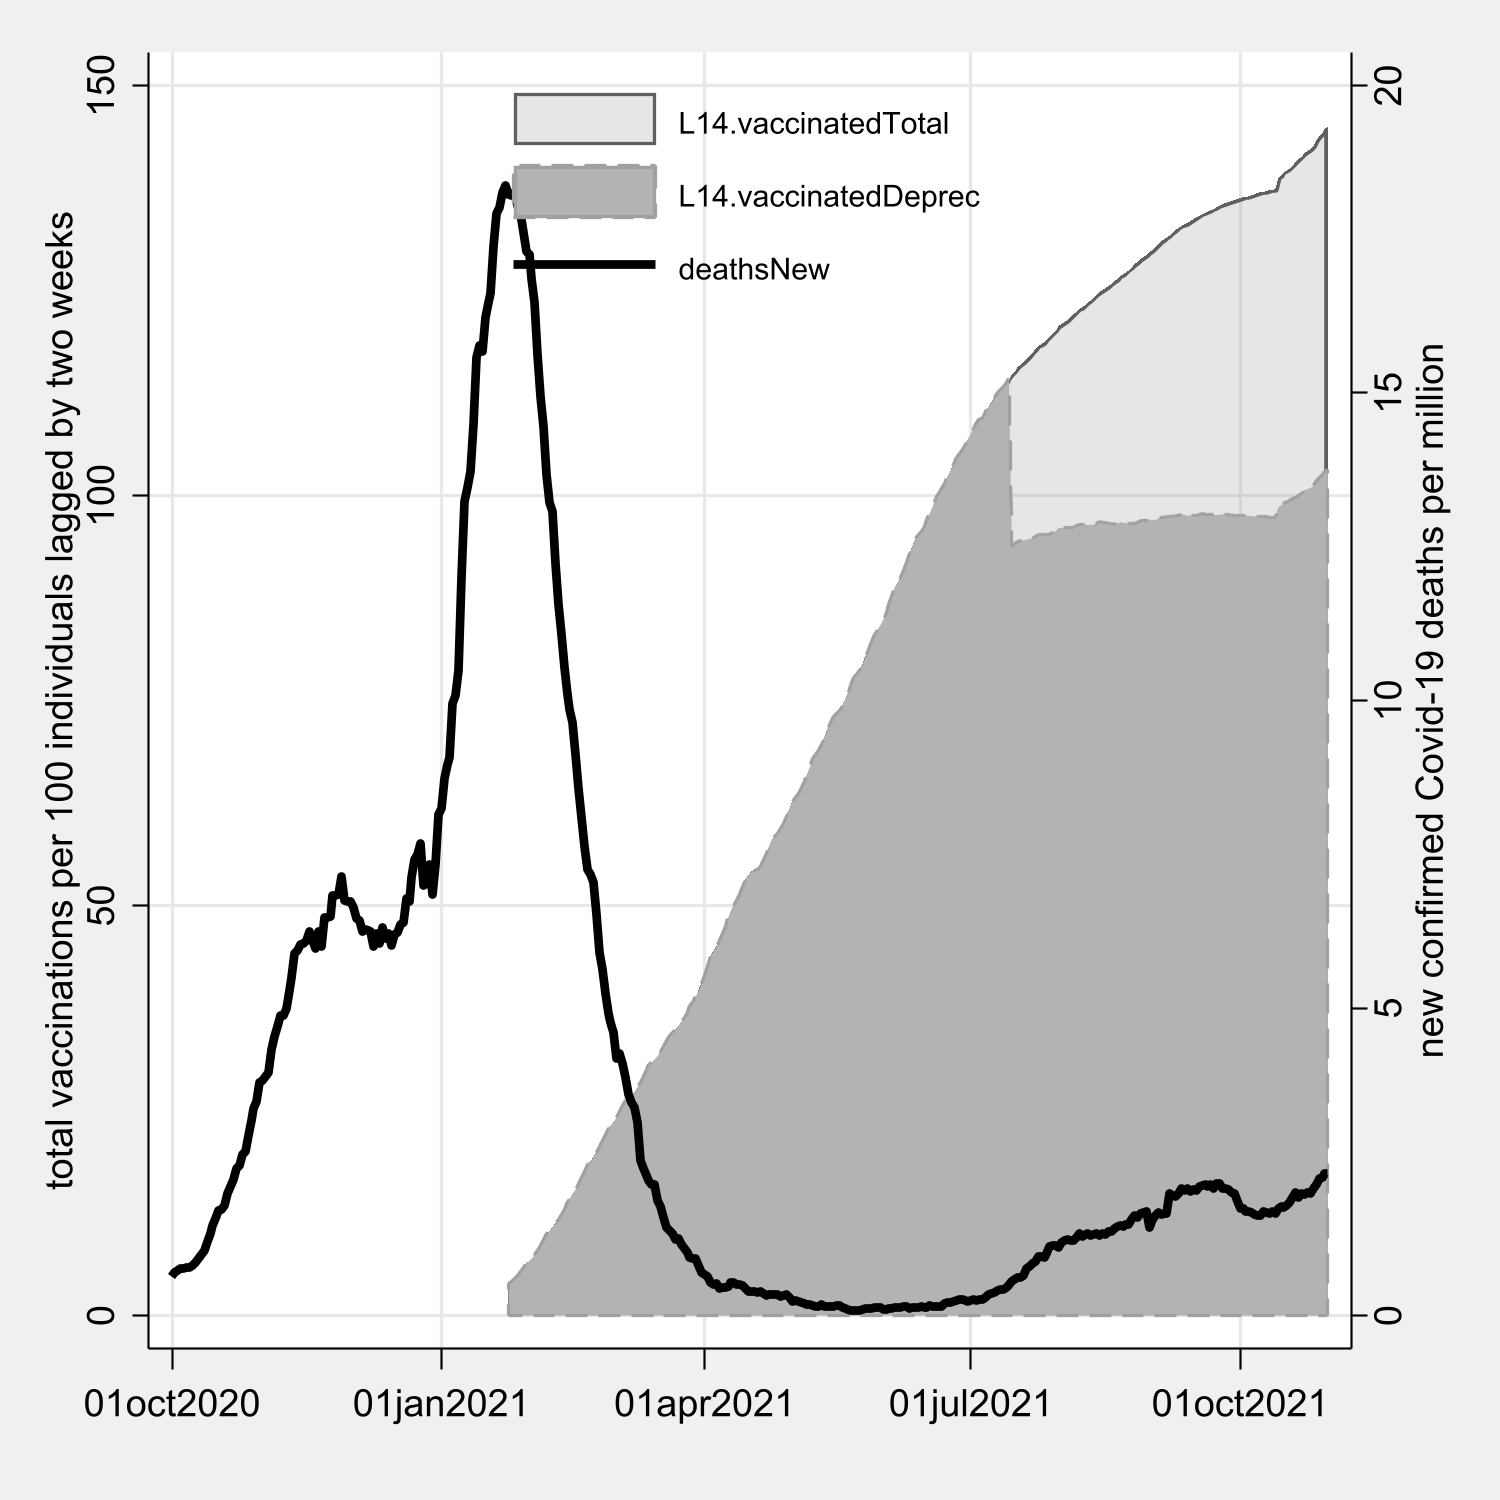 total vaccinations per 100 individuals lagged by two weeks
150
100
50
0
L14.vaccinatedTotal
L14.vaccinatedDeprec
deathsNew
20
15
10
5
0
new confirmed Covid-19 deaths per million
01oct2020
01jan2021
01apr2021
01jul2021
01oct2021